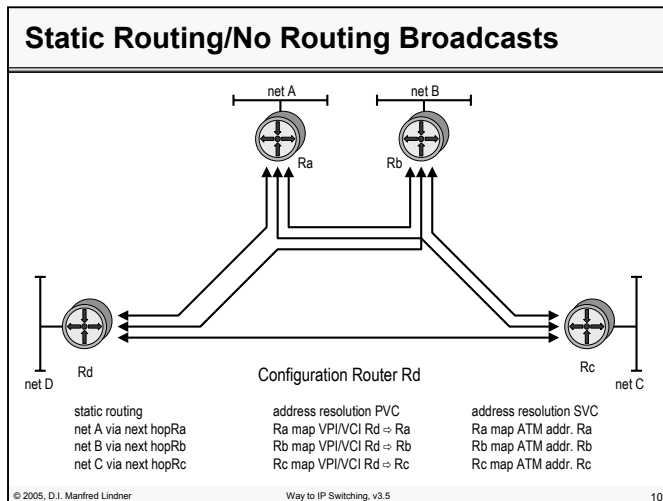 Static Routing/No Routing Broadcasts
net A
net B
Ra
Rb
Rd
Rc
net D
net C
Configuration Router Rd
static routing
net A via next hopRa
net B via next hopRb
net C via next hopRc
address resolution PVC
Ra map VPI/VCI Rd ⇨ Ra
Rb map VPI/VCI Rd ⇨ Rb
Rc map VPI/VCI Rd ⇨ Rc
address resolution SVC
Ra map ATM addr. Ra
Rb map ATM addr. Rb
Rc map ATM addr. Rc
© 2005, D.I. Manfred Lindner
Way to IP Switching, v3.5
10